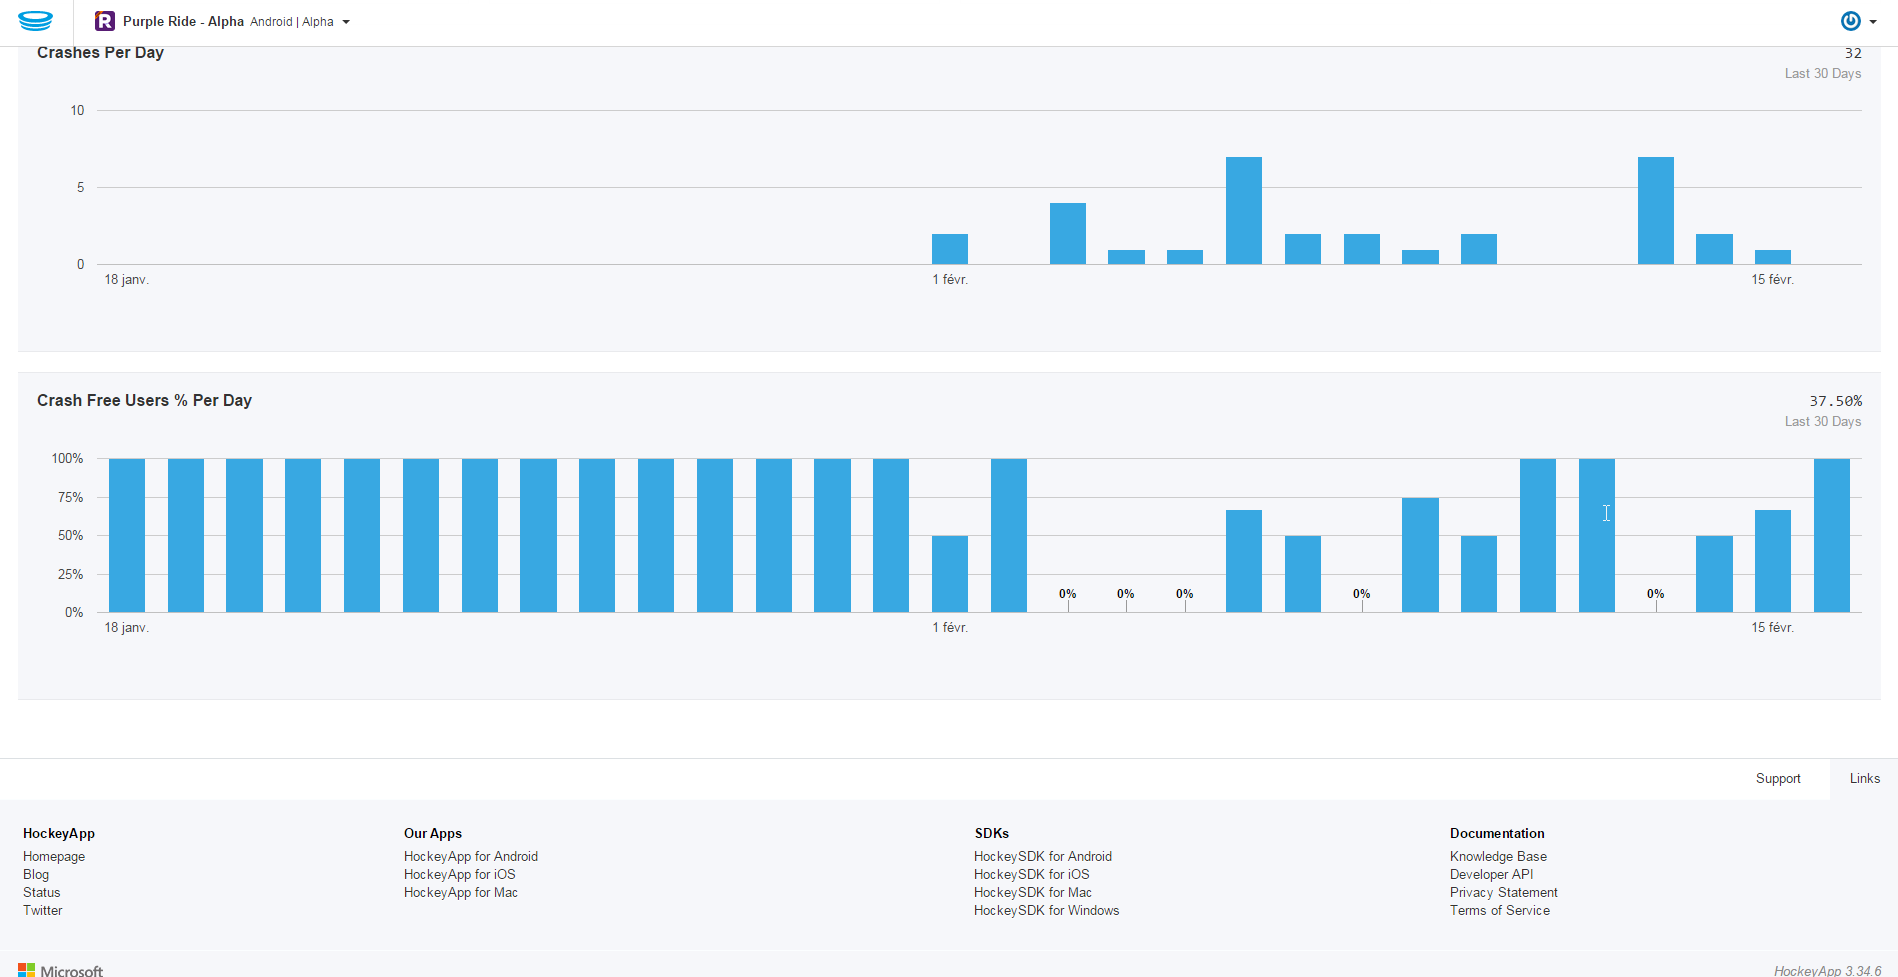 Purple Ride - Alpha Android | Alpha
Crashes Per Day
32
Last 30 Days
10
5
0
18 janv.
1 févr.
15 févr.
Crash Free Users % Per Day
37.50%
Last 30 Days
100%
75%
50%
25%
0%
0%
0%
0%
0%
0%
18 janv.
1 févr.
15 févr.
Support
Links
HockeyApp
Homepage
Blog
Status
Twitter
Our Apps
HockeyApp for Android
HockeyApp for iOS
HockeyApp for Mac
SDKs
HockeySDK for Android
HockeySDK for iOS
HockeySDK for Mac
HockeySDK for Windows
Documentation
Knowledge Base
Developer API
Privacy Statement
Terms of Service
Microsoft
HockeyApp 3.34.6